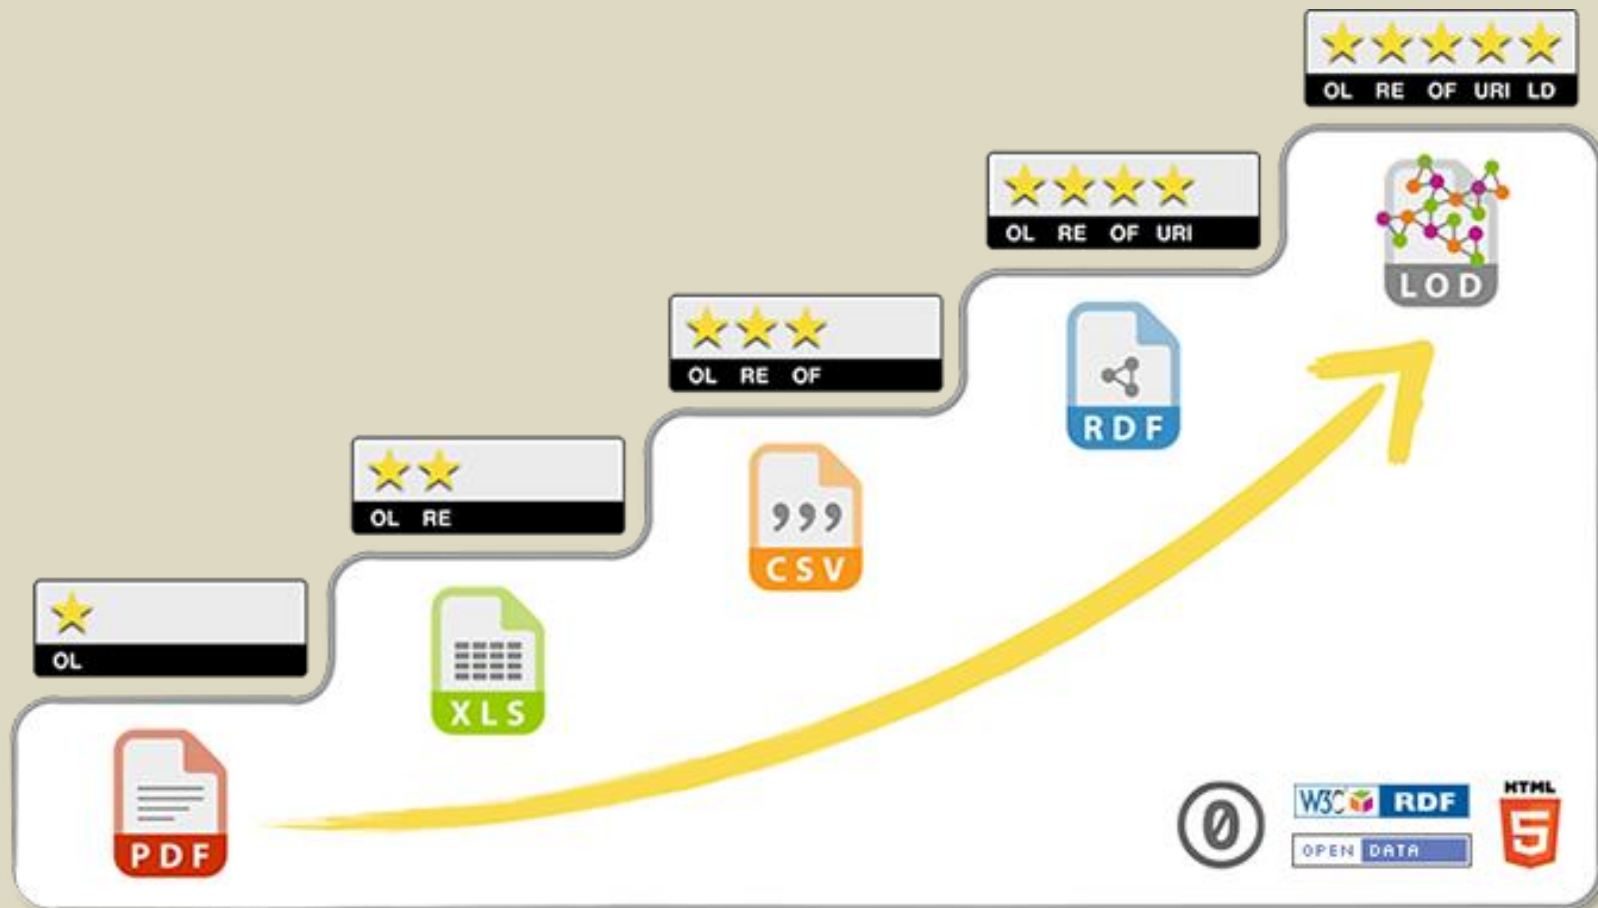 OL RE OF URI LD
LOD
OL RE OF URI
RDF
OL RE OF
CSV
OL RE
XLS
OL
PDF
0
W3C RDF
OPEN DATA
HTML
5